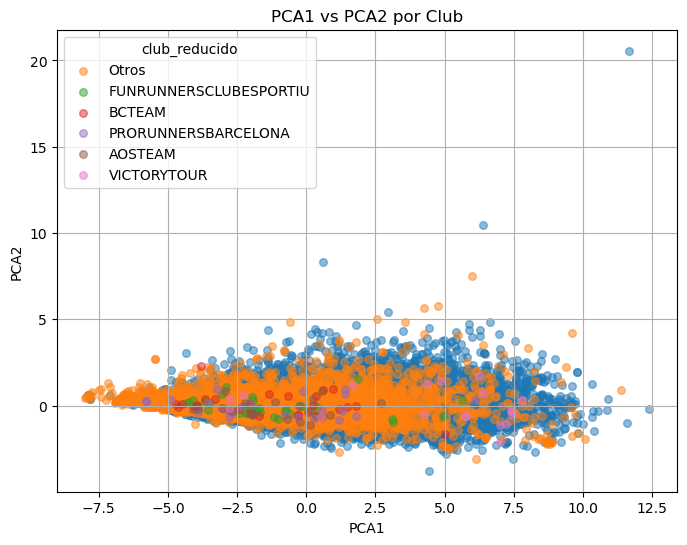 PCA1 vs PCA2 por Club
club_reducido
Otros
FUNRUNNERSCLUBESPORTIU
BCTEAM
PRORUNNERSBARCELONA
AOSTEAM
VICTORYTOUR
20
15
10
5
0
PCA2
−7.5 −5.0 −2.5 0.0 2.5 5.0 7.5 10.0 12.5
PCA1